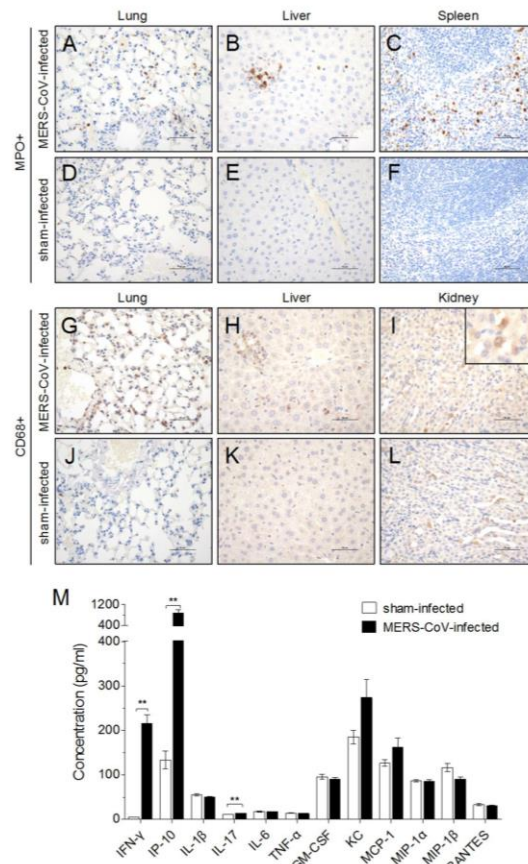 Lung Liver Spleen
MPO+
MERS-CoV-infected
A B C
sham-infected
D E F
Lung Liver Kidney
CD68+
MERS-CoV-infected
G H I
sham-infected
J K L
M
sham-infected
MERS-CoV-infected
Concentration (pg/ml)
1200
400
400
300
200
100
0
** ** **
IFN-γ IP-10 IL-1β IL-17 IL-6 TNF-α GM-CSF KC MCP-1 MIP-1α MIP-1β ANTES